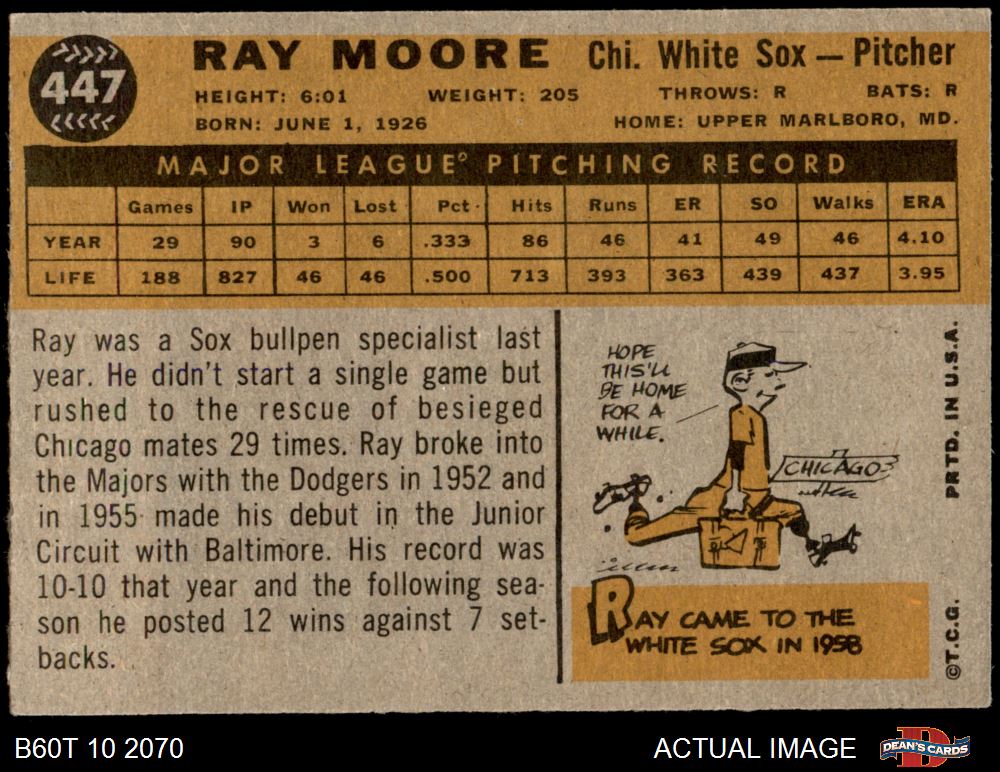 447
RAY MOORE Chi. White Sox — Pitcher
HEIGHT: 6:01 WEIGHT: 205 THROWS: R BATS: R
BORN: JUNE 1, 1926 HOME: UPPER MARLBORO, MD.
MAJOR LEAGUE PITCHING RECORD
Games IP Won Lost Pct. Hits Runs ER SO Walks ERA
YEAR 29 90 3 6 .333 86 46 41 49 46 4.10
LIFE 188 827 46 46 .500 713 393 363 439 437 3.95
Ray was a Sox bullpen specialist last
year. He didn't start a single game but
rushed to the rescue of besieged
Chicago mates 29 times. Ray broke into
the Majors with the Dodgers in 1952 and
in 1955 made his debut in the Junior
Circuit with Baltimore. His record was
10-10 that year and the following sea-
son he posted 12 wins against 7 set-
backs.
HOPE
THIS'LL
BE HOME
FOR A
WHILE.
CHICAGO
RAY CAME TO THE
WHITE SOX IN 1958
©T.C.G. PRTD. IN U.S.A.
B60T 10 2070 ACTUAL IMAGE
DEAN'S CARDS